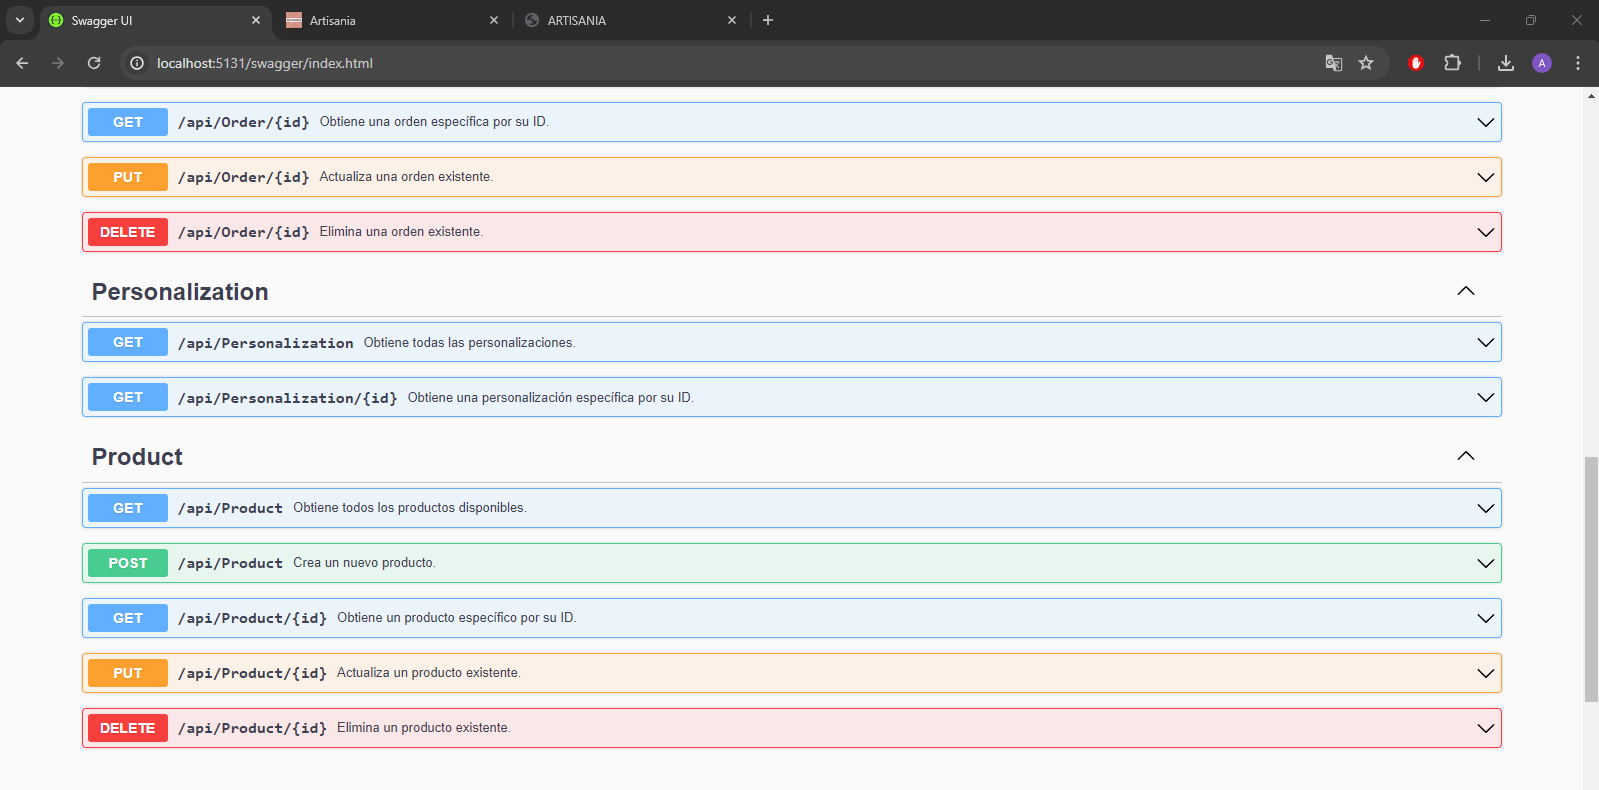 Swagger UI
Artisania
ARTISANIA
localhost:5131/swagger/index.html
A
GET /api/Order/{id} Obtiene una orden específica por su ID.
PUT /api/Order/{id} Actualiza una orden existente.
DELETE /api/Order/{id} Elimina una orden existente.
Personalization
GET /api/Personalization Obtiene todas las personalizaciones.
GET /api/Personalization/{id} Obtiene una personalización específica por su ID.
Product
GET /api/Product Obtiene todos los productos disponibles.
POST /api/Product Crea un nuevo producto.
GET /api/Product/{id} Obtiene un producto específico por su ID.
PUT /api/Product/{id} Actualiza un producto existente.
DELETE /api/Product/{id} Elimina un producto existente.